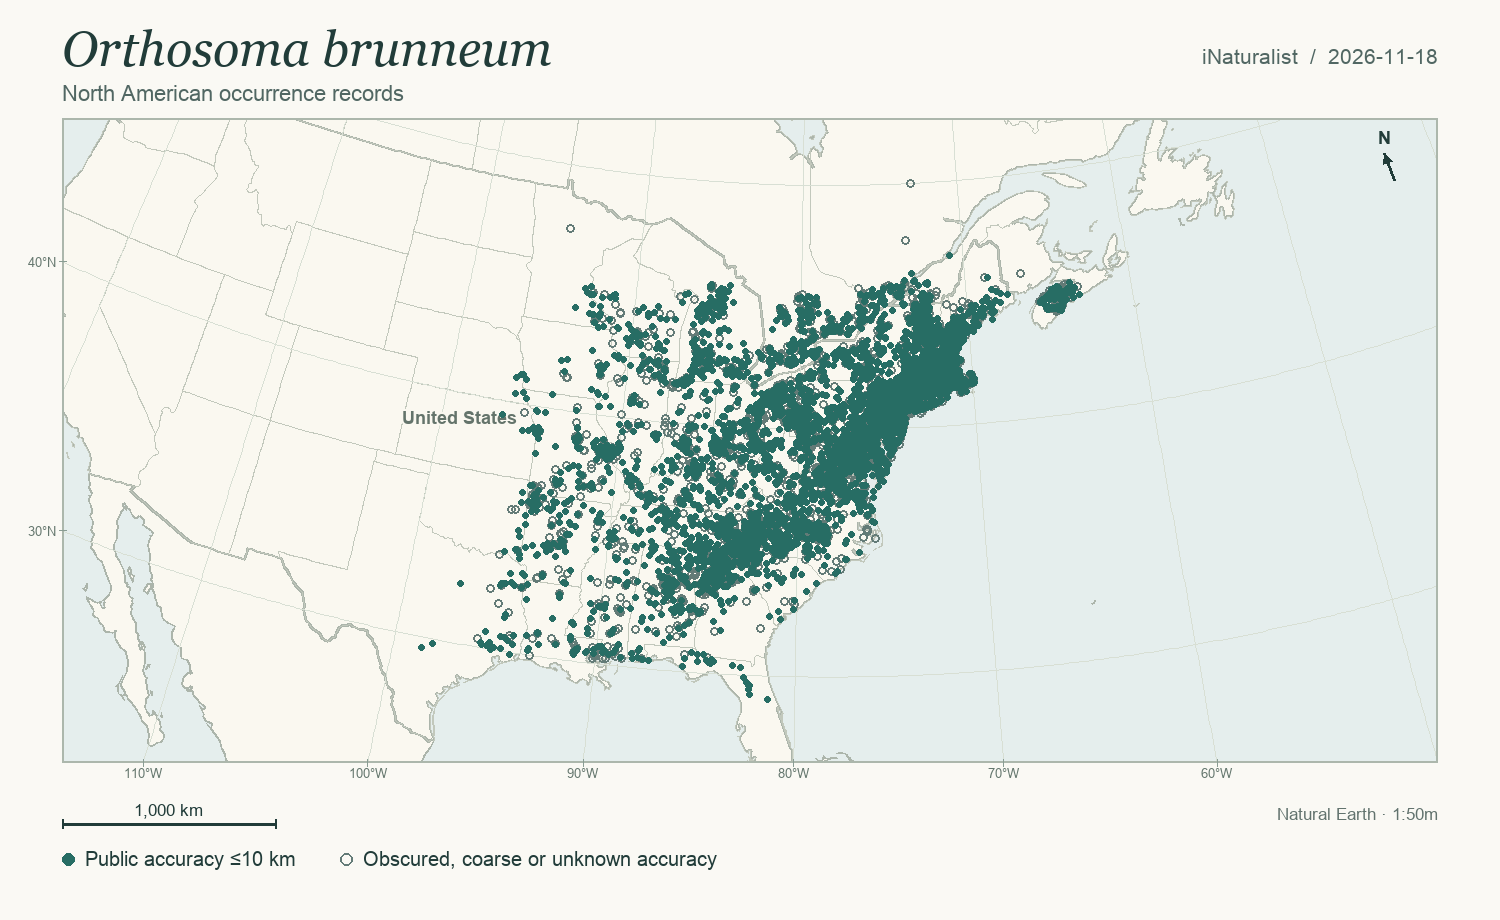 Orthosoma brunneum
iNaturalist / 2026-11-18
North American occurrence records
N
40°N
United States
30°N
110°W 100°W 90°W 80°W 70°W 60°W
1,000 km
Natural Earth · 1:50m
Public accuracy ≤10 km
Obscured, coarse or unknown accuracy